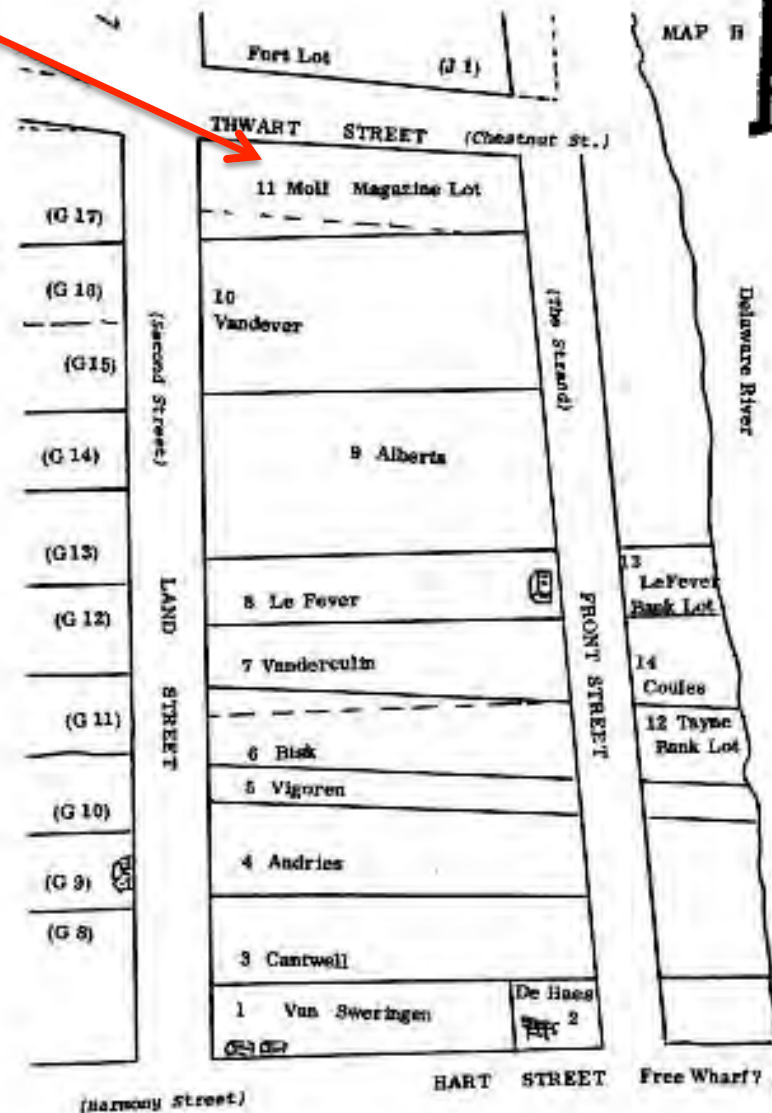 7
MAP B
Fort Lot (J 1)
THWART STREET (Chestnut St.)
11 Moll Magazine Lot
(G 17)
(G 16)
(G15)
(G 14)
(G13)
(G 12)
(G 11)
(G 10)
(G 9)
(G 8)
(Second Street)
LAND STREET
10
Vandever
9 Alberts
8 Le Fever
7 Vanderculin
6 Bisk
5 Vigoren
4 Andries
3 Cantwell
1 Van Sweringen
De Haes
2
(The Strand)
FRONT STREET
Delaware River
13
LeFever
Bank Lot
14
Coules
12 Tayne
Bank Lot
HART STREET
Free Wharf?
(Harmony Street)